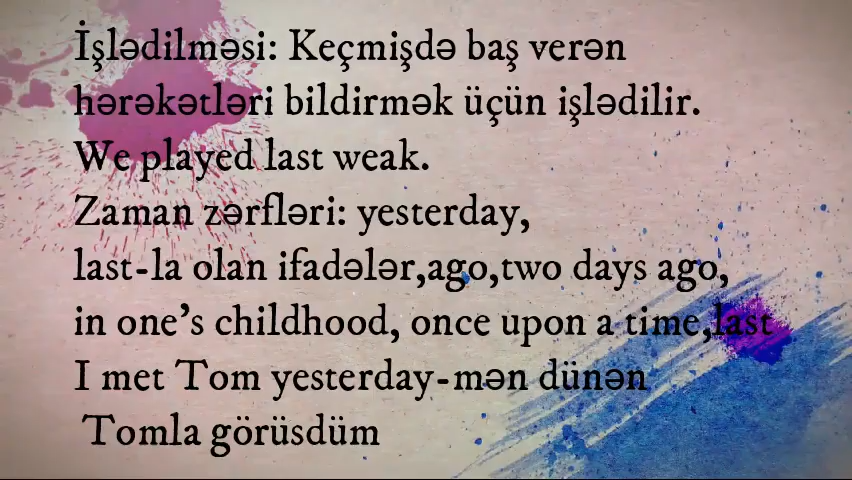 İşlədilməsi: Keçmişdə baş verən
hərəkətləri bildirmək üçün işlədilir.
We played last weak.
Zaman zərfləri: yesterday,
last-la olan ifadələr,ago,two days ago,
in one's childhood, once upon a time,last
I met Tom yesterday-mən dünən
Tomla görüsdüm